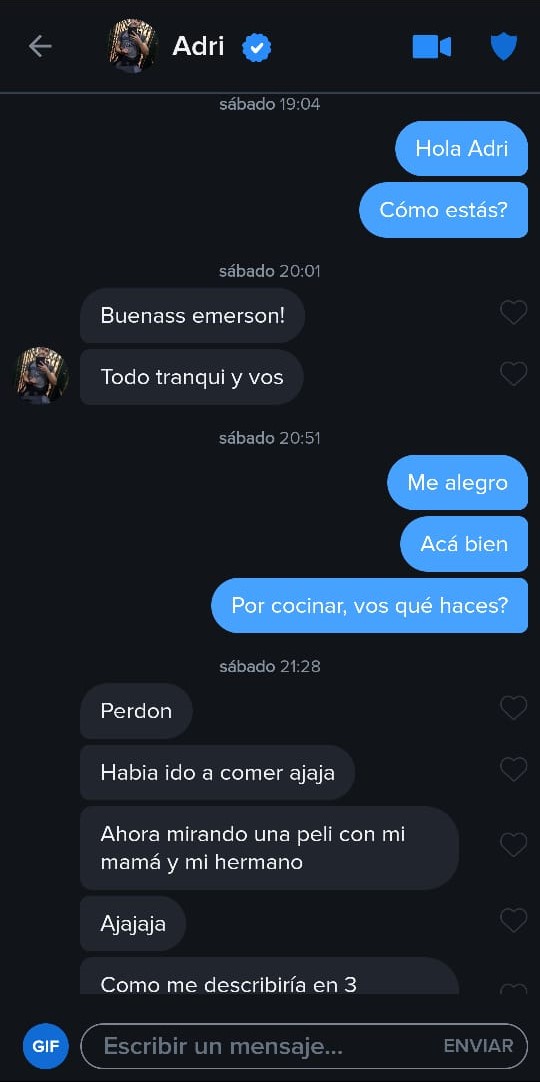 Adri
sábado 19:04
Hola Adri
Cómo estás?
sábado 20:01
Buenass emerson!
Todo tranqui y vos
sábado 20:51
Me alegro
Acá bien
Por cocinar, vos qué haces?
sábado 21:28
Perdon
Habia ido a comer ajaja
Ahora mirando una peli con mi
mamá y mi hermano
Ajajaja
Como me describiría en 3
GIF
Escribir un mensaje...
ENVIAR